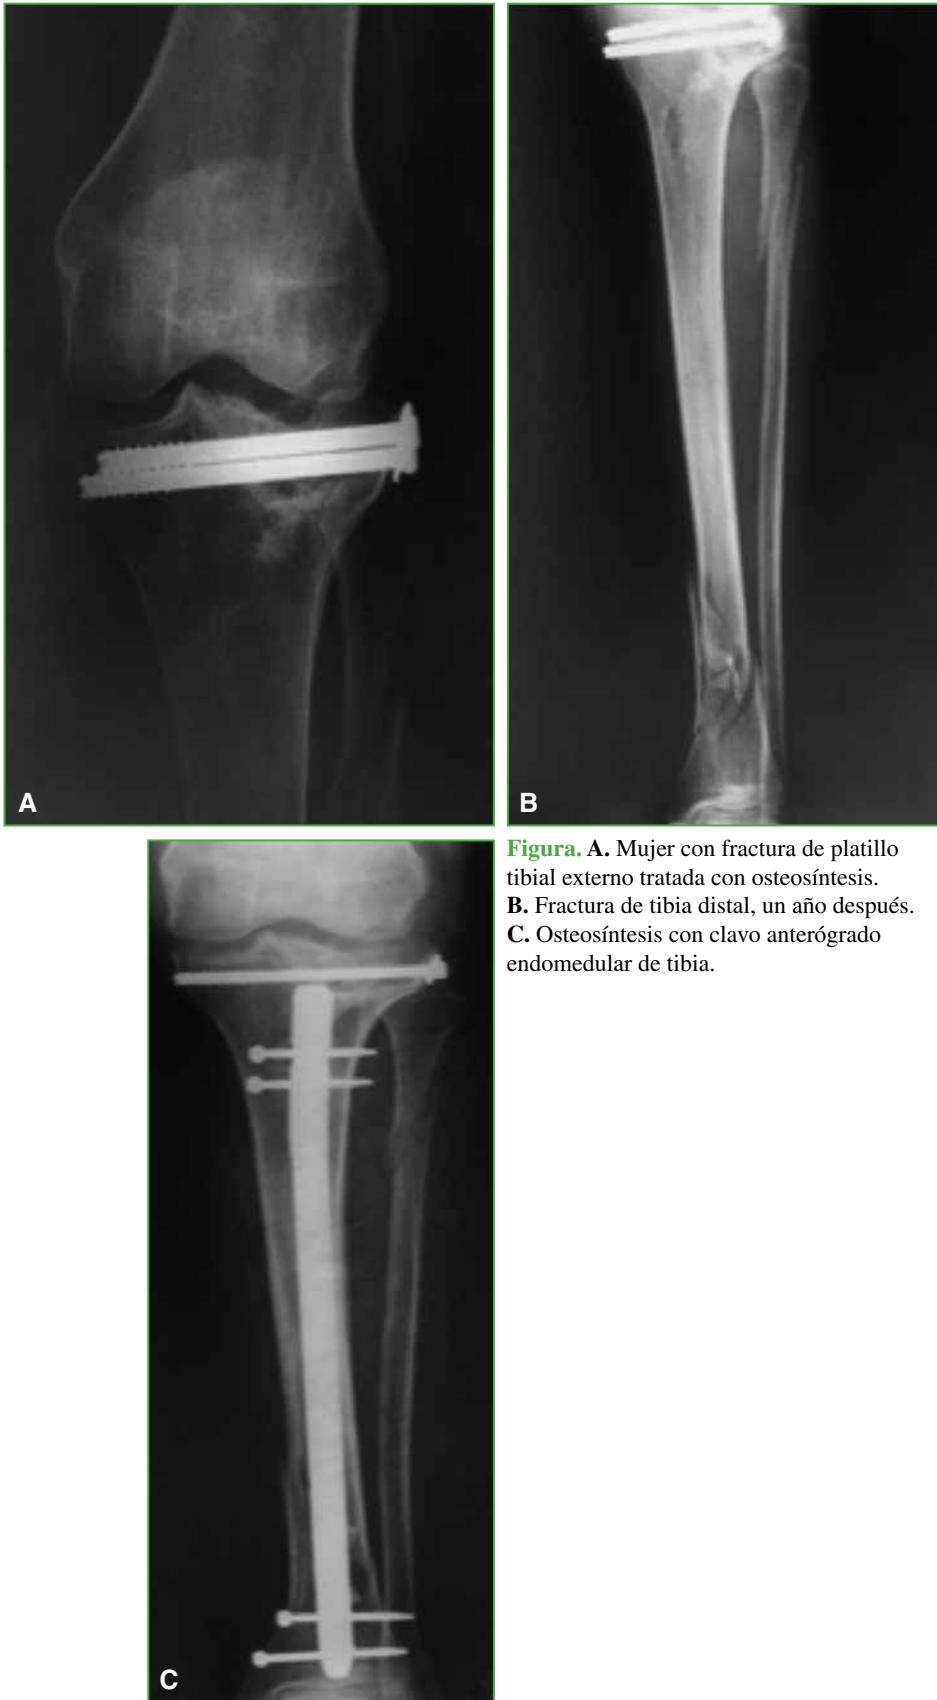 A
B
Figura. A. Mujer con fractura de platillo
tibial externo tratada con osteosíntesis.
B. Fractura de tibia distal, un año después.
C. Osteosíntesis con clavo anterógrado
endomedular de tibia.
C